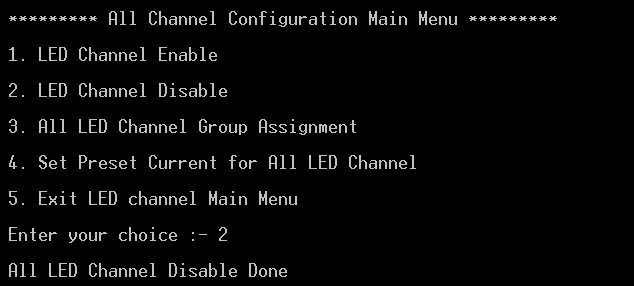 ********* All Channel Configuration Main Menu *********
1. LED Channel Enable
2. LED Channel Disable
3. All LED Channel Group Assignment
4. Set Preset Current for All LED Channel
5. Exit LED channel Main Menu
Enter your choice :- 2
All LED Channel Disable Done